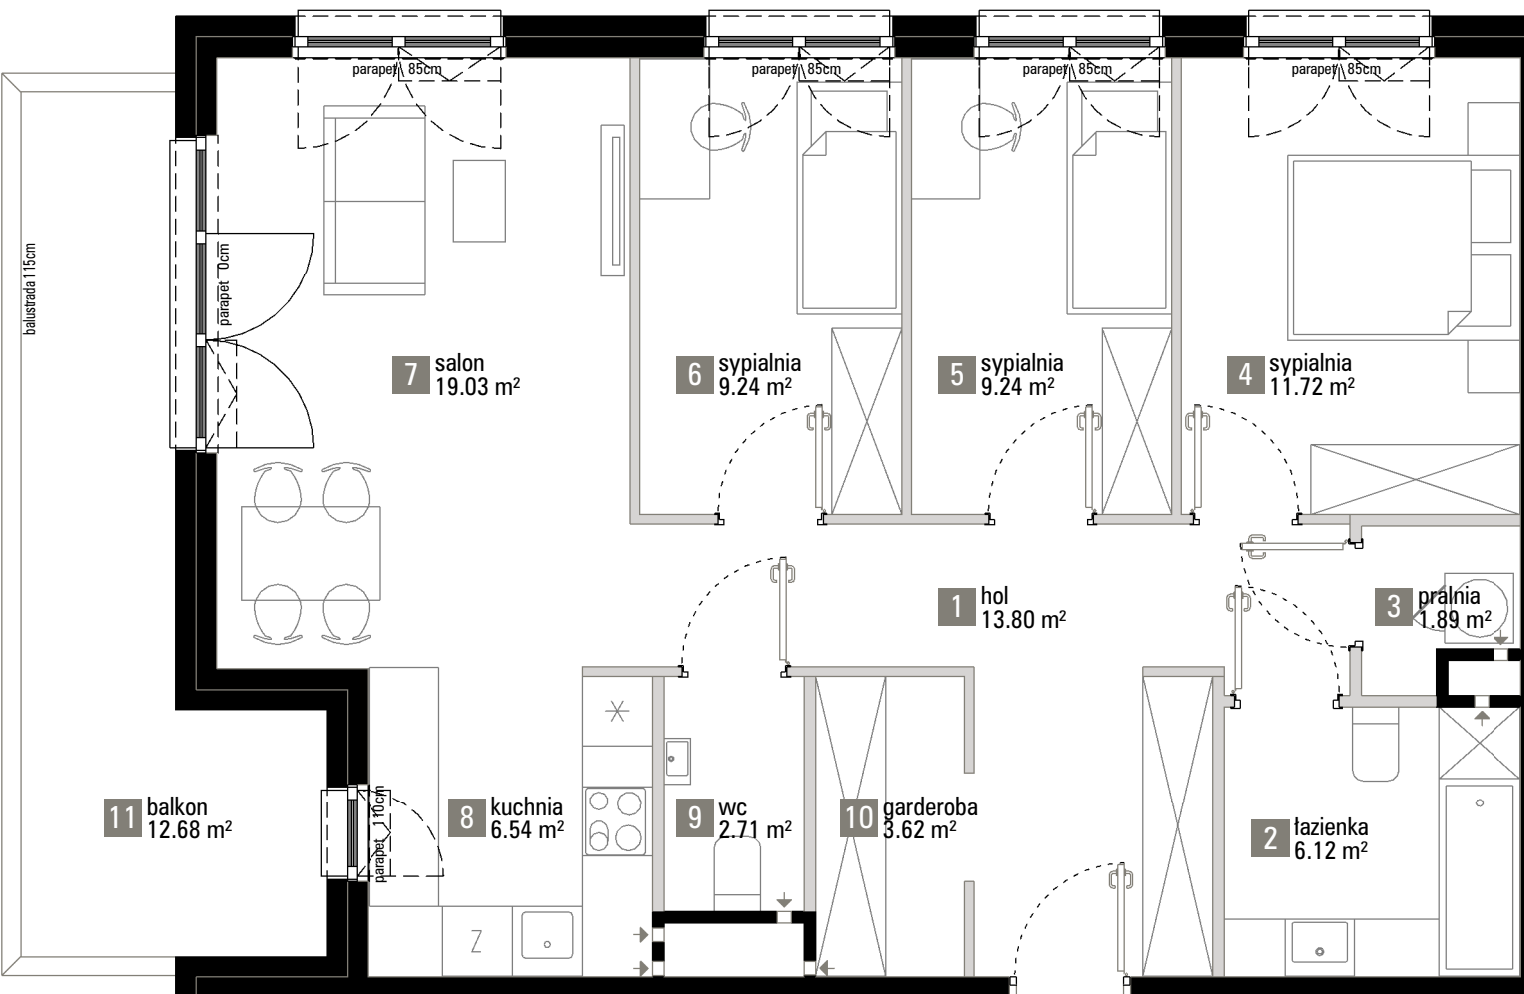 parapet 85cm
parapet 85cm
parapet 85cm
parapet 85cm
balustrada 115cm
parapet 0cm
7 salon
19.03 m²
6 sypialnia
9.24 m²
5 sypialnia
9.24 m²
4 sypialnia
11.72 m²
1 hol
13.80 m²
3 pralnia
1.89 m²
11 balkon
12.68 m²
parapet 110cm
8 kuchnia
6.54 m²
9 wc
2.71 m²
10 garderoba
3.62 m²
2 łazienka
6.12 m²
Z